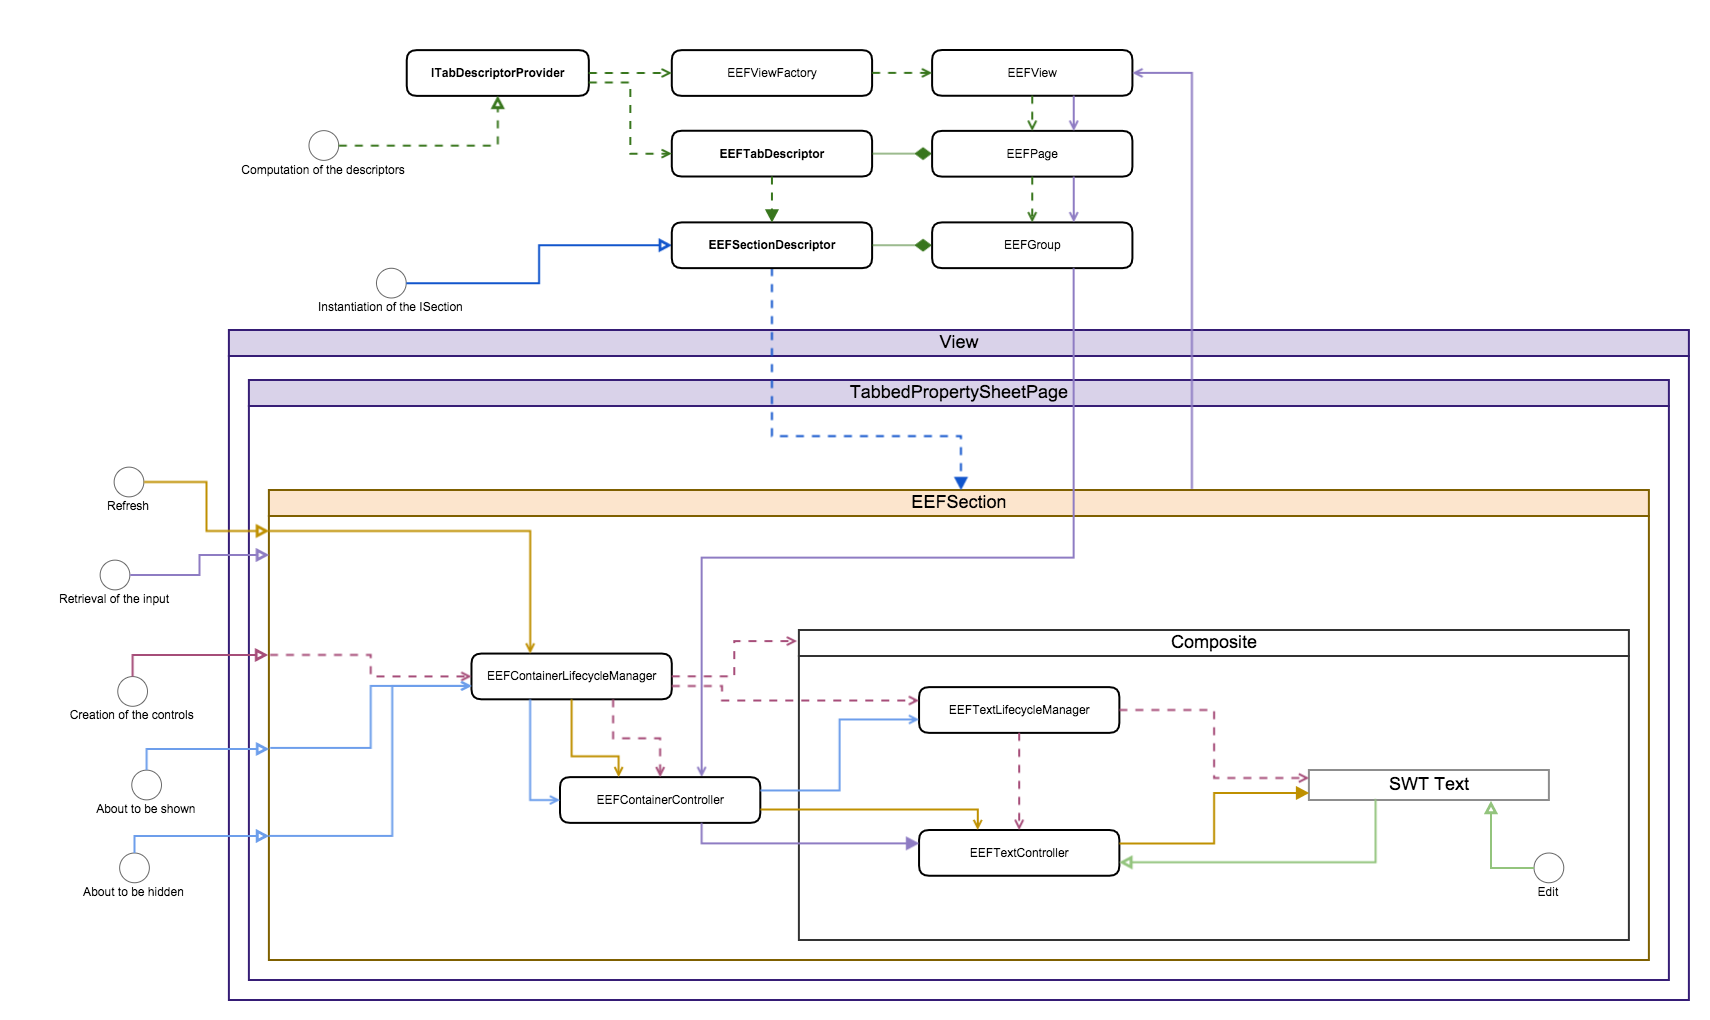 ITabDescriptorProvider
EEFViewFactory
EEFView
Computation of the descriptors
EEFTabDescriptor
EEFPage
EEFSectionDescriptor
EEFGroup
Instantiation of the ISection
View
TabbedPropertySheetPage
Refresh
EEFSection
Retrieval of the input
Composite
EEFContainerLifecycleManager
Creation of the controls
EEFTextLifecycleManager
About to be shown
EEFContainerController
SWT Text
EEFTextController
About to be hidden
Edit